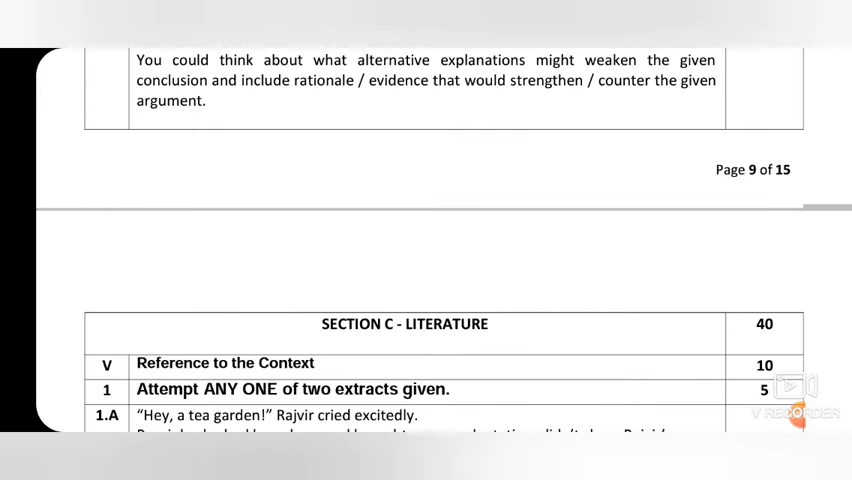 You could think about what alternative explanations might weaken the given
conclusion and include rationale / evidence that would strengthen / counter the given
argument.
Page 9 of 15
SECTION C - LITERATURE 40
V Reference to the Context 10
1 Attempt ANY ONE of two extracts given. 5
V RECORDER
1.A “Hey, a tea garden!” Rajvir cried excitedly.